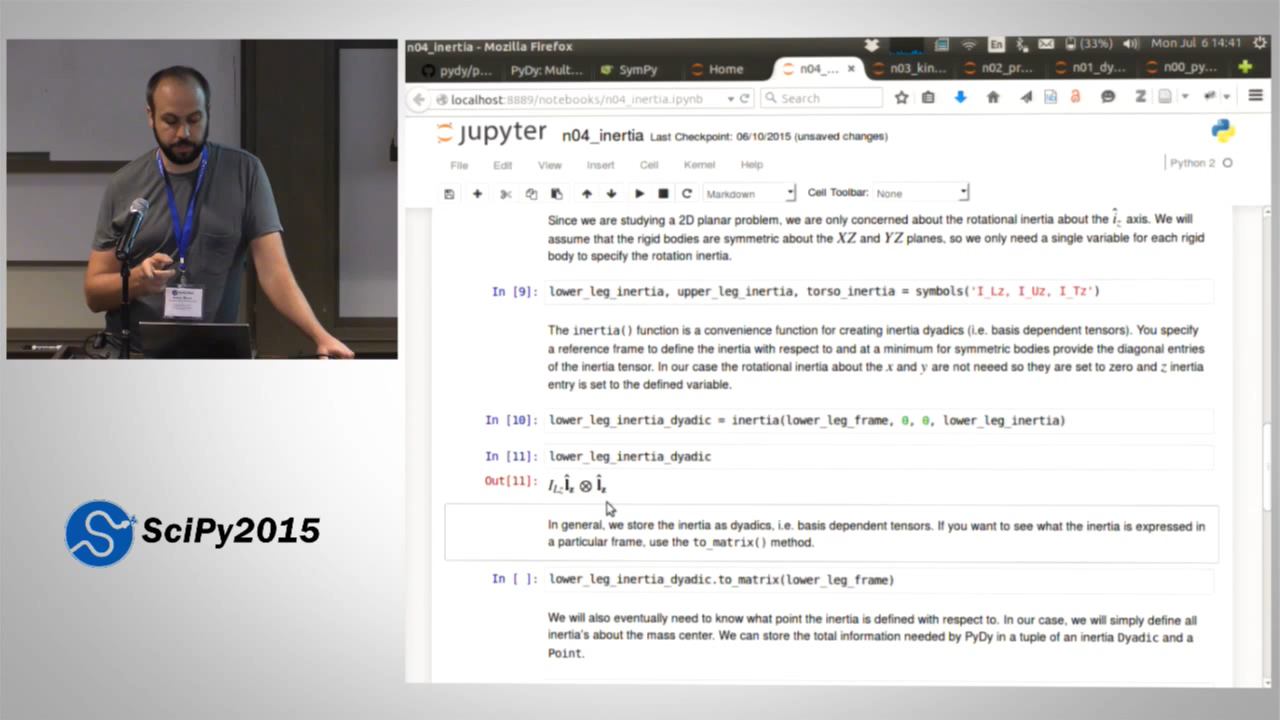 n04_inertia - Mozilla Firefox
En
(33%)
Mon Jul 6 14:41
pydy/p...
PyDy: Mult...
SymPy
Home
n04_...
n03_kin...
n02_pr...
n01_dy...
n00_py...
localhost:8889/notebooks/n04_inertia.ipynb
Search
jupyter n04_inertia Last Checkpoint: 06/10/2015 (unsaved changes)
File Edit View Insert Cell Kernel Help
Python 2
Markdown
Cell Toolbar: None
Since we are studying a 2D planar problem, we are only concerned about the rotational inertia about the î_z axis. We will
assume that the rigid bodies are symmetric about the XZ and YZ planes, so we only need a single variable for each rigid
body to specify the rotation inertia.
In [9]: lower_leg_inertia, upper_leg_inertia, torso_inertia = symbols('I_Lz, I_Uz, I_Tz')
The inertia() function is a convenience function for creating inertia dyadics (i.e. basis dependent tensors). You specify
a reference frame to define the inertia with respect to and at a minimum for symmetric bodies provide the diagonal entries
of the inertia tensor. In our case the rotational inertia about the x and y are not neeed so they are set to zero and z inertia
entry is set to the defined variable.
In [10]: lower_leg_inertia_dyadic = inertia(lower_leg_frame, 0, 0, lower_leg_inertia)
In [11]: lower_leg_inertia_dyadic
Out[11]: I_Lz l̂_z ⊗ l̂_z
In general, we store the inertia as dyadics, i.e. basis dependent tensors. If you want to see what the inertia is expressed in
a particular frame, use the to_matrix() method.
In [ ]: lower_leg_inertia_dyadic.to_matrix(lower_leg_frame)
We will also eventually need to know what point the inertia is defined with respect to. In our case, we will simply define all
inertia's about the mass center. We can store the total information needed by PyDy in a tuple of an inertia Dyadic and a
Point.
SciPy2015